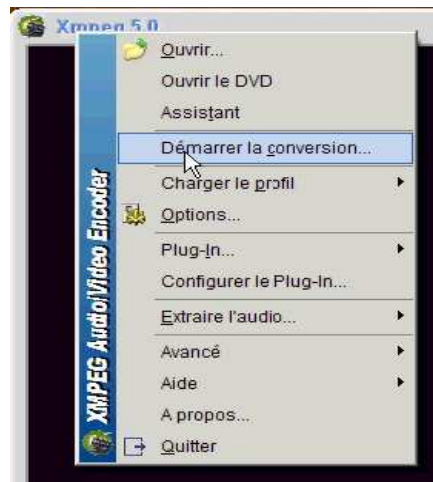 Xmpeg 5.0
Ouvrir...
Ouvrir le DVD
Assistant
Démarrer la conversion...
Charger le profil
Options...
Plug-In...
Configurer le Plug-In...
Extraire l'audio...
Avancé
Aide
A propos...
Quitter
XMPEG Audio/Video Encoder